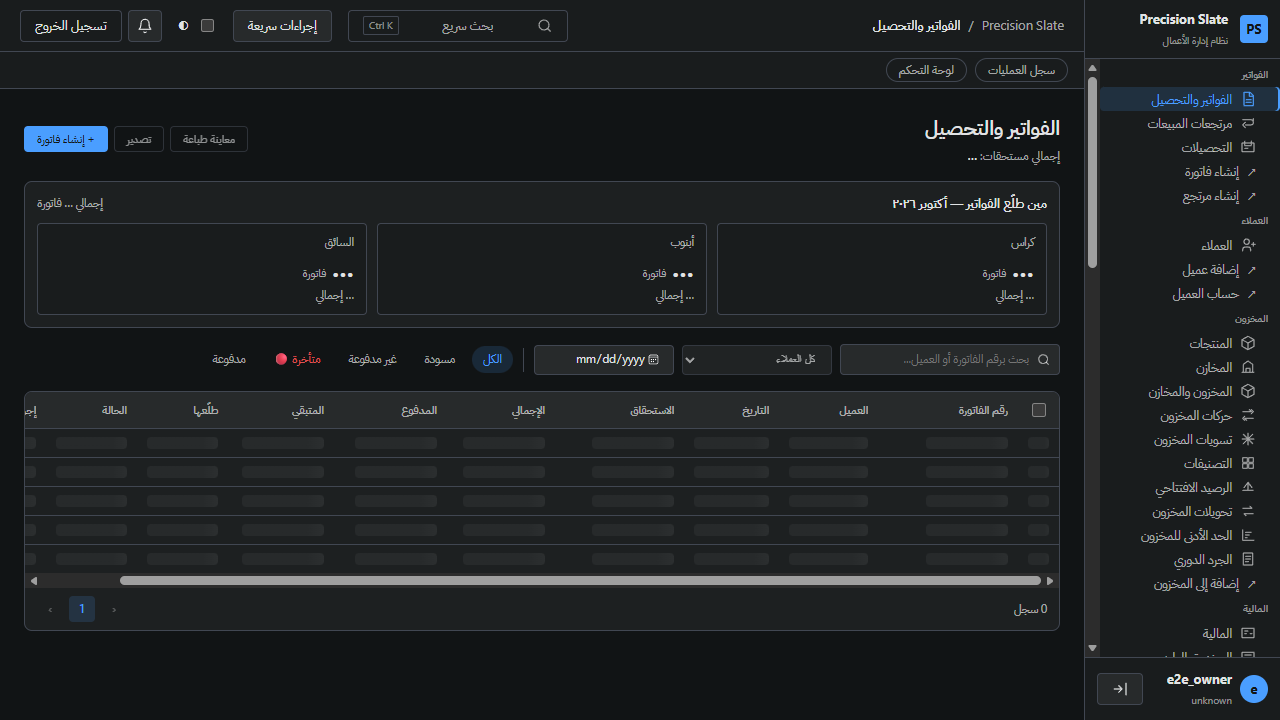 Precision Slate
نظام إدارة الأعمال
PS
Precision Slate / الفواتير والتحصيل
بحث سريع
Ctrl K
إجراءات سريعة
تسجيل الخروج
سجل العمليات
لوحة التحكم
الفواتير
الفواتير والتحصيل
مرتجعات المبيعات
التحصيلات
إنشاء فاتورة
إنشاء مرتجع
العملاء
العملاء
إضافة عميل
حساب العميل
المخزون
المنتجات
المخازن
المخزون والمخازن
حركات المخزون
تسويات المخزون
التصنيفات
الرصيد الافتتاحي
تحويلات المخزون
الحد الأدنى للمخزون
الجرد الدوري
إضافة إلى المخزون
المالية
المالية
e2e_owner
unknown
e
الفواتير والتحصيل
إجمالي مستحقات: ...
معاينة طباعة
تصدير
+ إنشاء فاتورة
مين طلّع الفواتير — أكتوبر ٢٠٢٦
إجمالي ... فاتورة
كراس
••• فاتورة
... إجمالي
أبنوب
••• فاتورة
... إجمالي
السائق
••• فاتورة
... إجمالي
بحث برقم الفاتورة أو العميل...
كل العملاء
mm/dd/yyyy
الكل
مسودة
غير مدفوعة
متأخرة
مدفوعة
رقم الفاتورة
العميل
التاريخ
الاستحقاق
الإجمالي
المدفوع
المتبقي
طلّعها
الحالة
0 سجل
‹ 1 ›